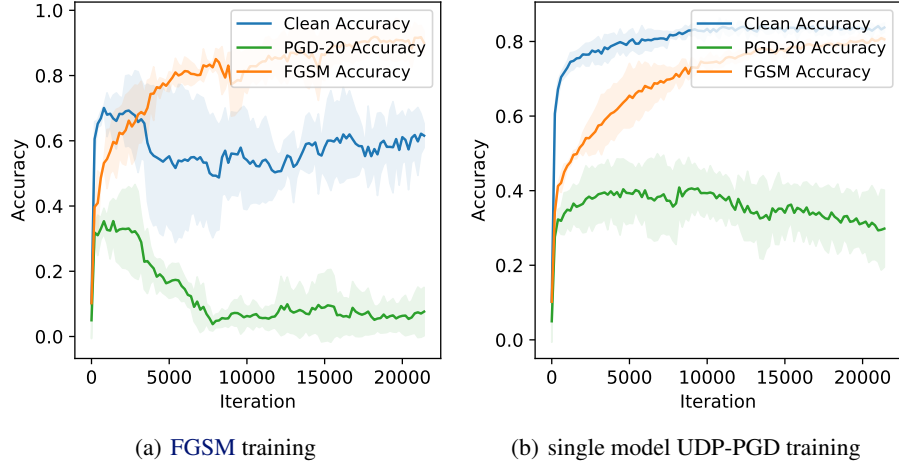 1.0
0.8
0.6
0.4
0.2
0.0
Accuracy
Clean Accuracy
PGD-20 Accuracy
FGSM Accuracy
0 5000 10000 15000 20000
Iteration
(a) FGSM training
0.8
0.6
0.4
0.2
0.0
Accuracy
Clean Accuracy
PGD-20 Accuracy
FGSM Accuracy
0 5000 10000 15000 20000
Iteration
(b) single model UDP-PGD training